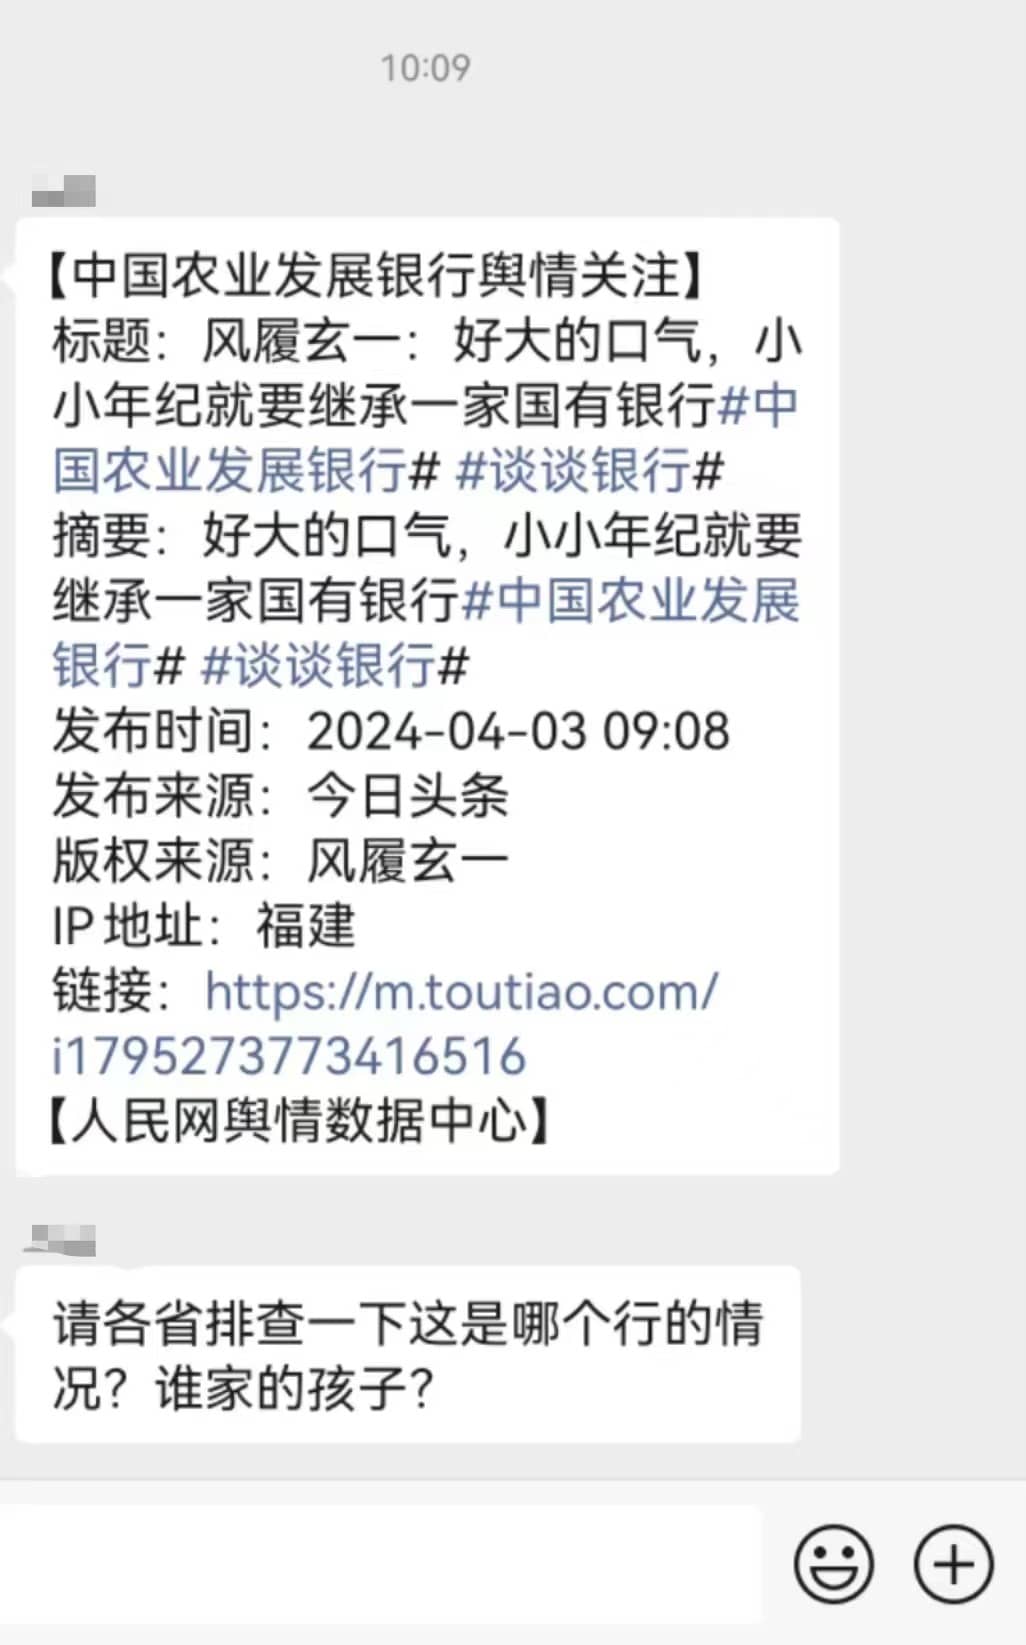 10:09
【中国农业发展银行舆情关注】
标题：风履玄一：好大的口气，小
小年纪就要继承一家国有银行#中
国农业发展银行# #谈谈银行#
摘要：好大的口气，小小年纪就要
继承一家国有银行#中国农业发展
银行# #谈谈银行#
发布时间：2024-04-03 09:08
发布来源：今日头条
版权来源：风履玄一
IP地址：福建
链接：https://m.toutiao.com/
i1795273773416516
【人民网舆情数据中心】
请各省排查一下这是哪个行的情
况？谁家的孩子？